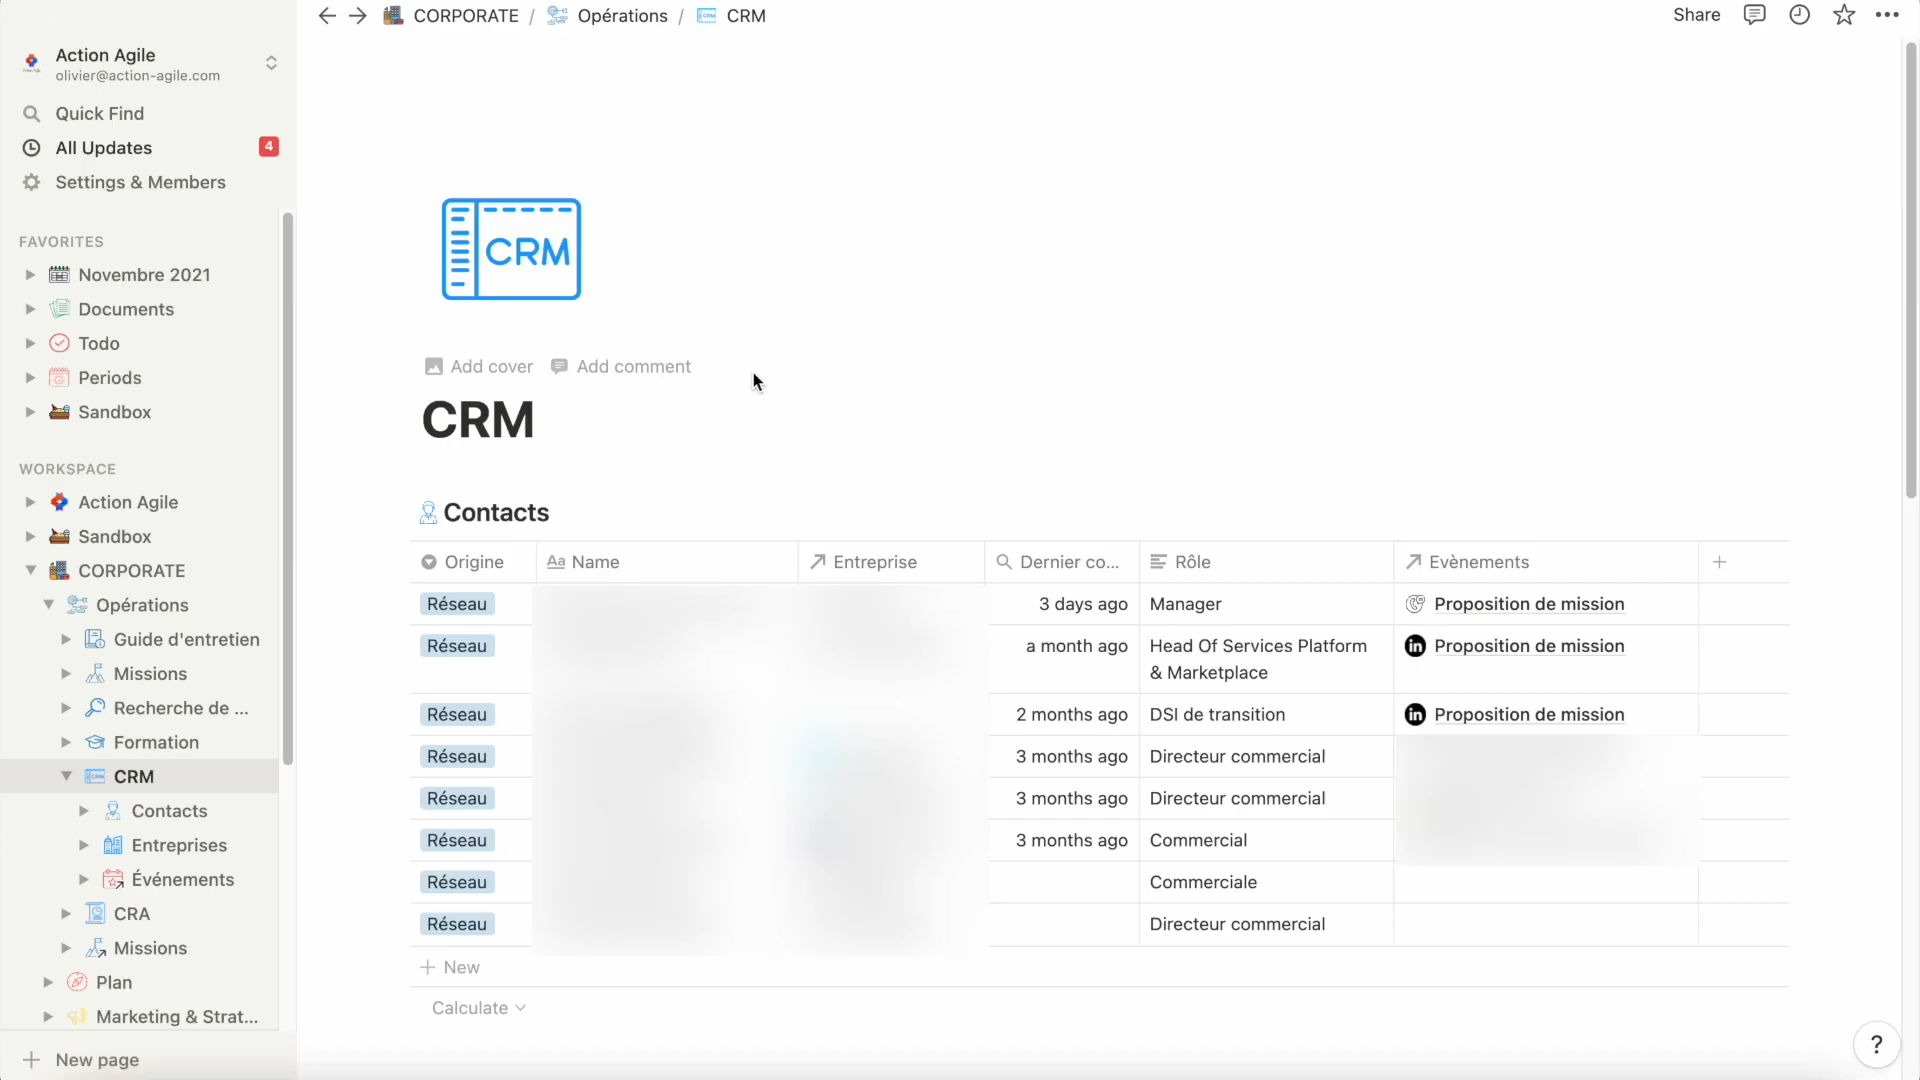 CORPORATE / Opérations / CRM
Share
Action Agile
olivier@action-agile.com
Quick Find
All Updates 4
Settings & Members
FAVORITES
Novembre 2021
Documents
Todo
Periods
Sandbox
WORKSPACE
Action Agile
Sandbox
CORPORATE
Opérations
Guide d'entretien
Missions
Recherche de ...
Formation
CRM
Contacts
Entreprises
Événements
CRA
Missions
Plan
Marketing & Strat...
New page
CRM
Add cover Add comment
CRM
Contacts
Origine Aa Name Entreprise Dernier co... Rôle Evènements
Réseau 3 days ago Manager Proposition de mission
Réseau a month ago Head Of Services Platform in Proposition de mission
& Marketplace
Réseau 2 months ago DSI de transition in Proposition de mission
Réseau 3 months ago Directeur commercial
Réseau 3 months ago Directeur commercial
Réseau 3 months ago Commercial
Réseau Commerciale
Réseau Directeur commercial
New
Calculate
?